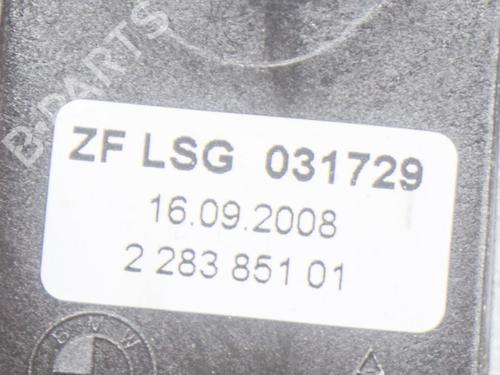 B-PARTS
ZF LSG 031729
16.09.2008
2 283 851 01
BMW